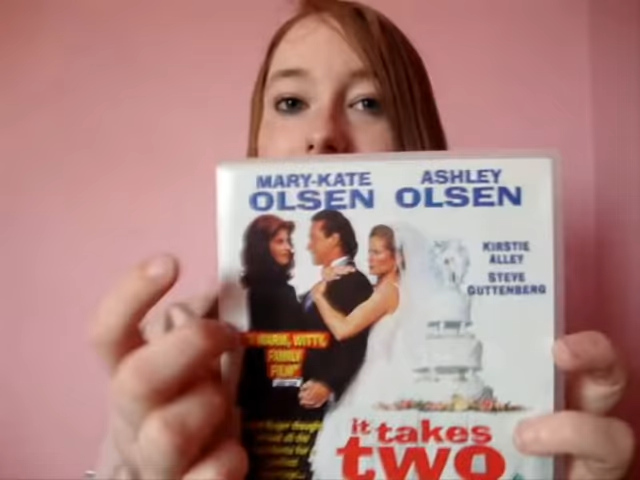 MARY-KATE
OLSEN
ASHLEY
OLSEN
KIRSTIE
ALLEY
STEVE
GUTTENBERG
WARM, WITTY,
FAMILY
FILM"
it takes
two